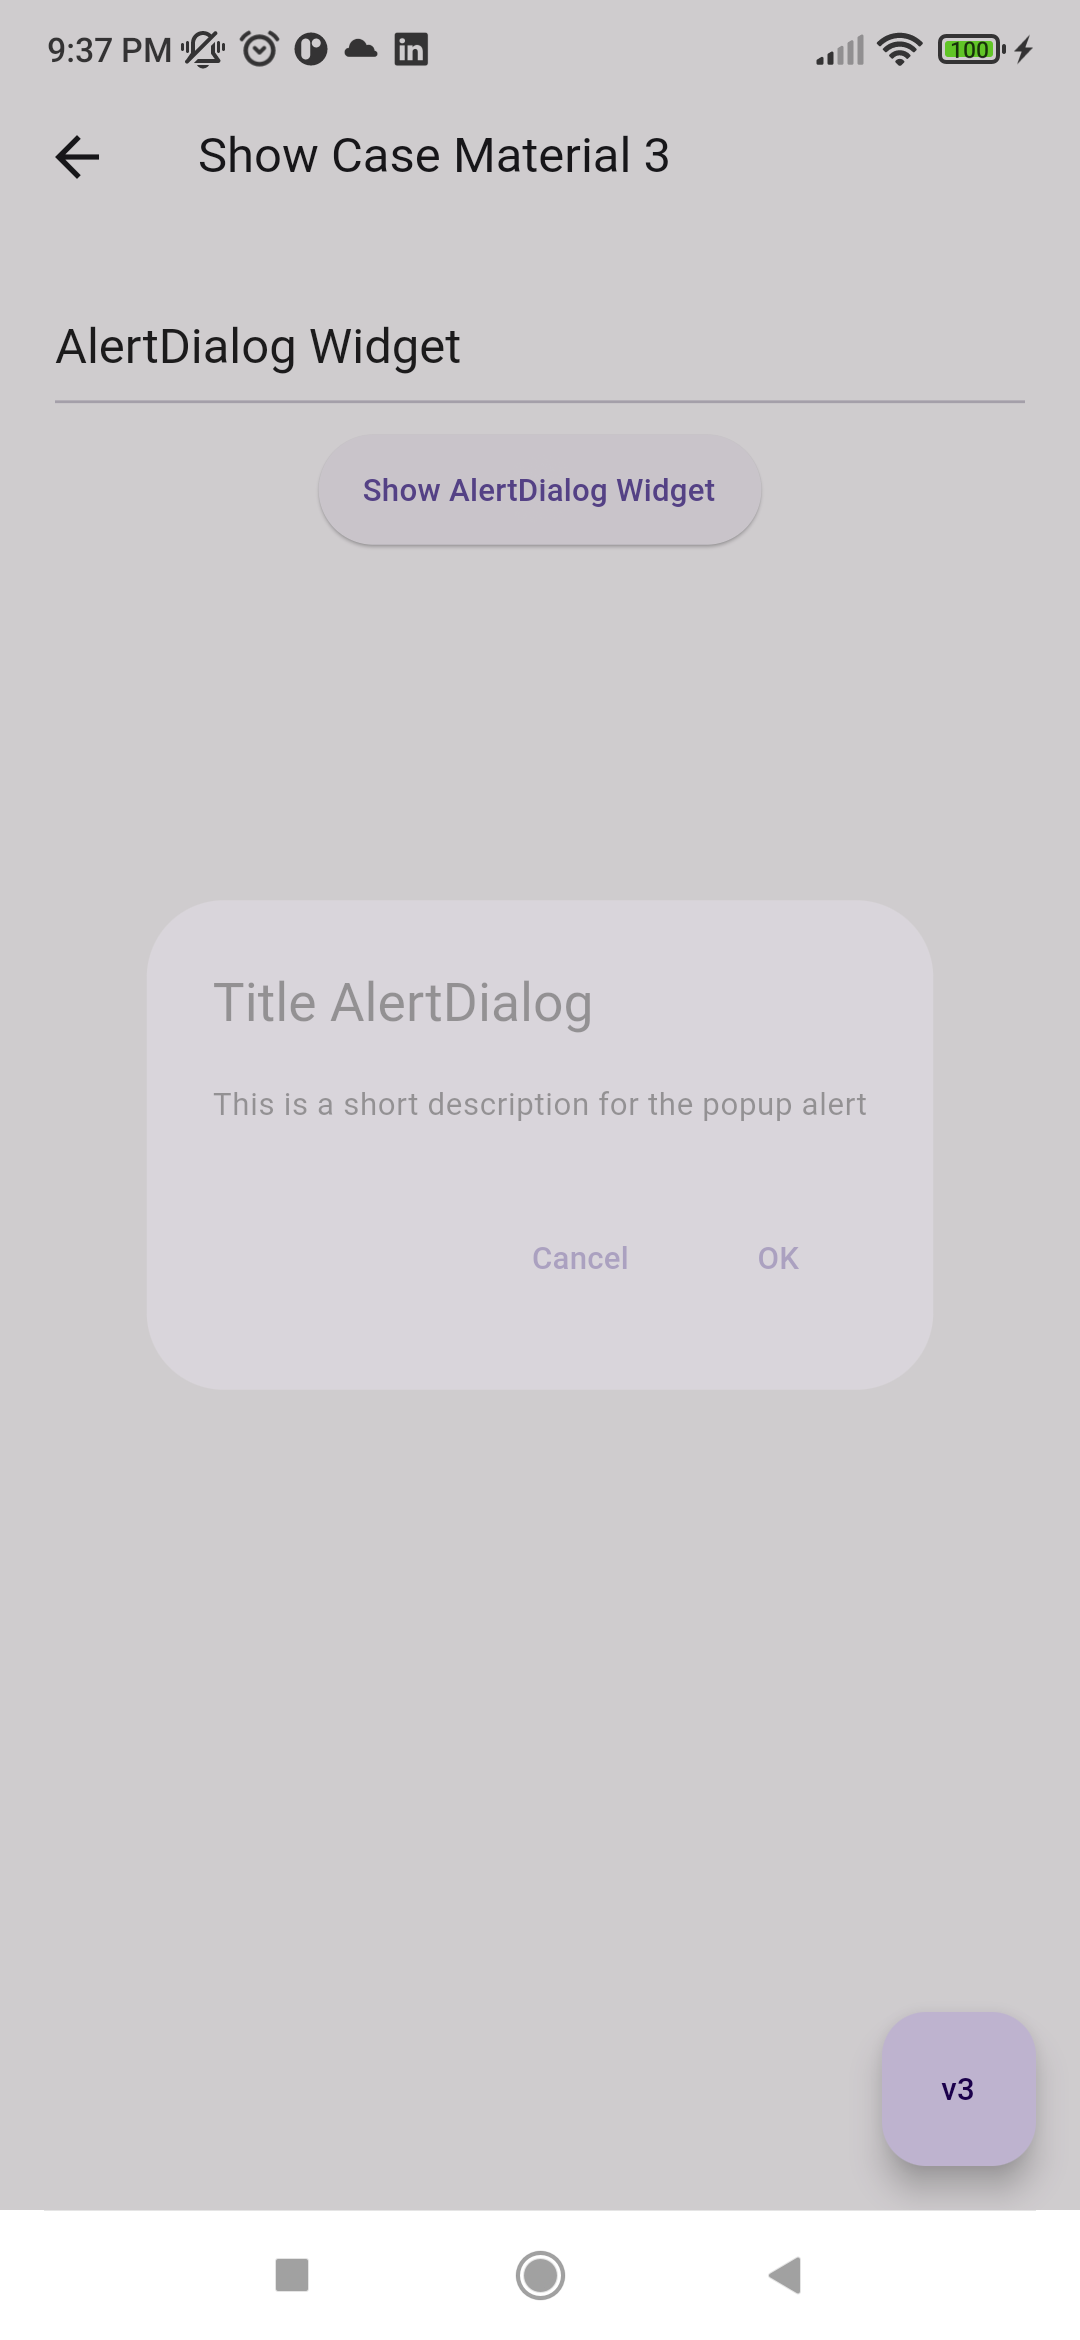 9:37 PM
100
Show Case Material 3
AlertDialog Widget
Show AlertDialog Widget
Title AlertDialog
This is a short description for the popup alert
Cancel OK
v3